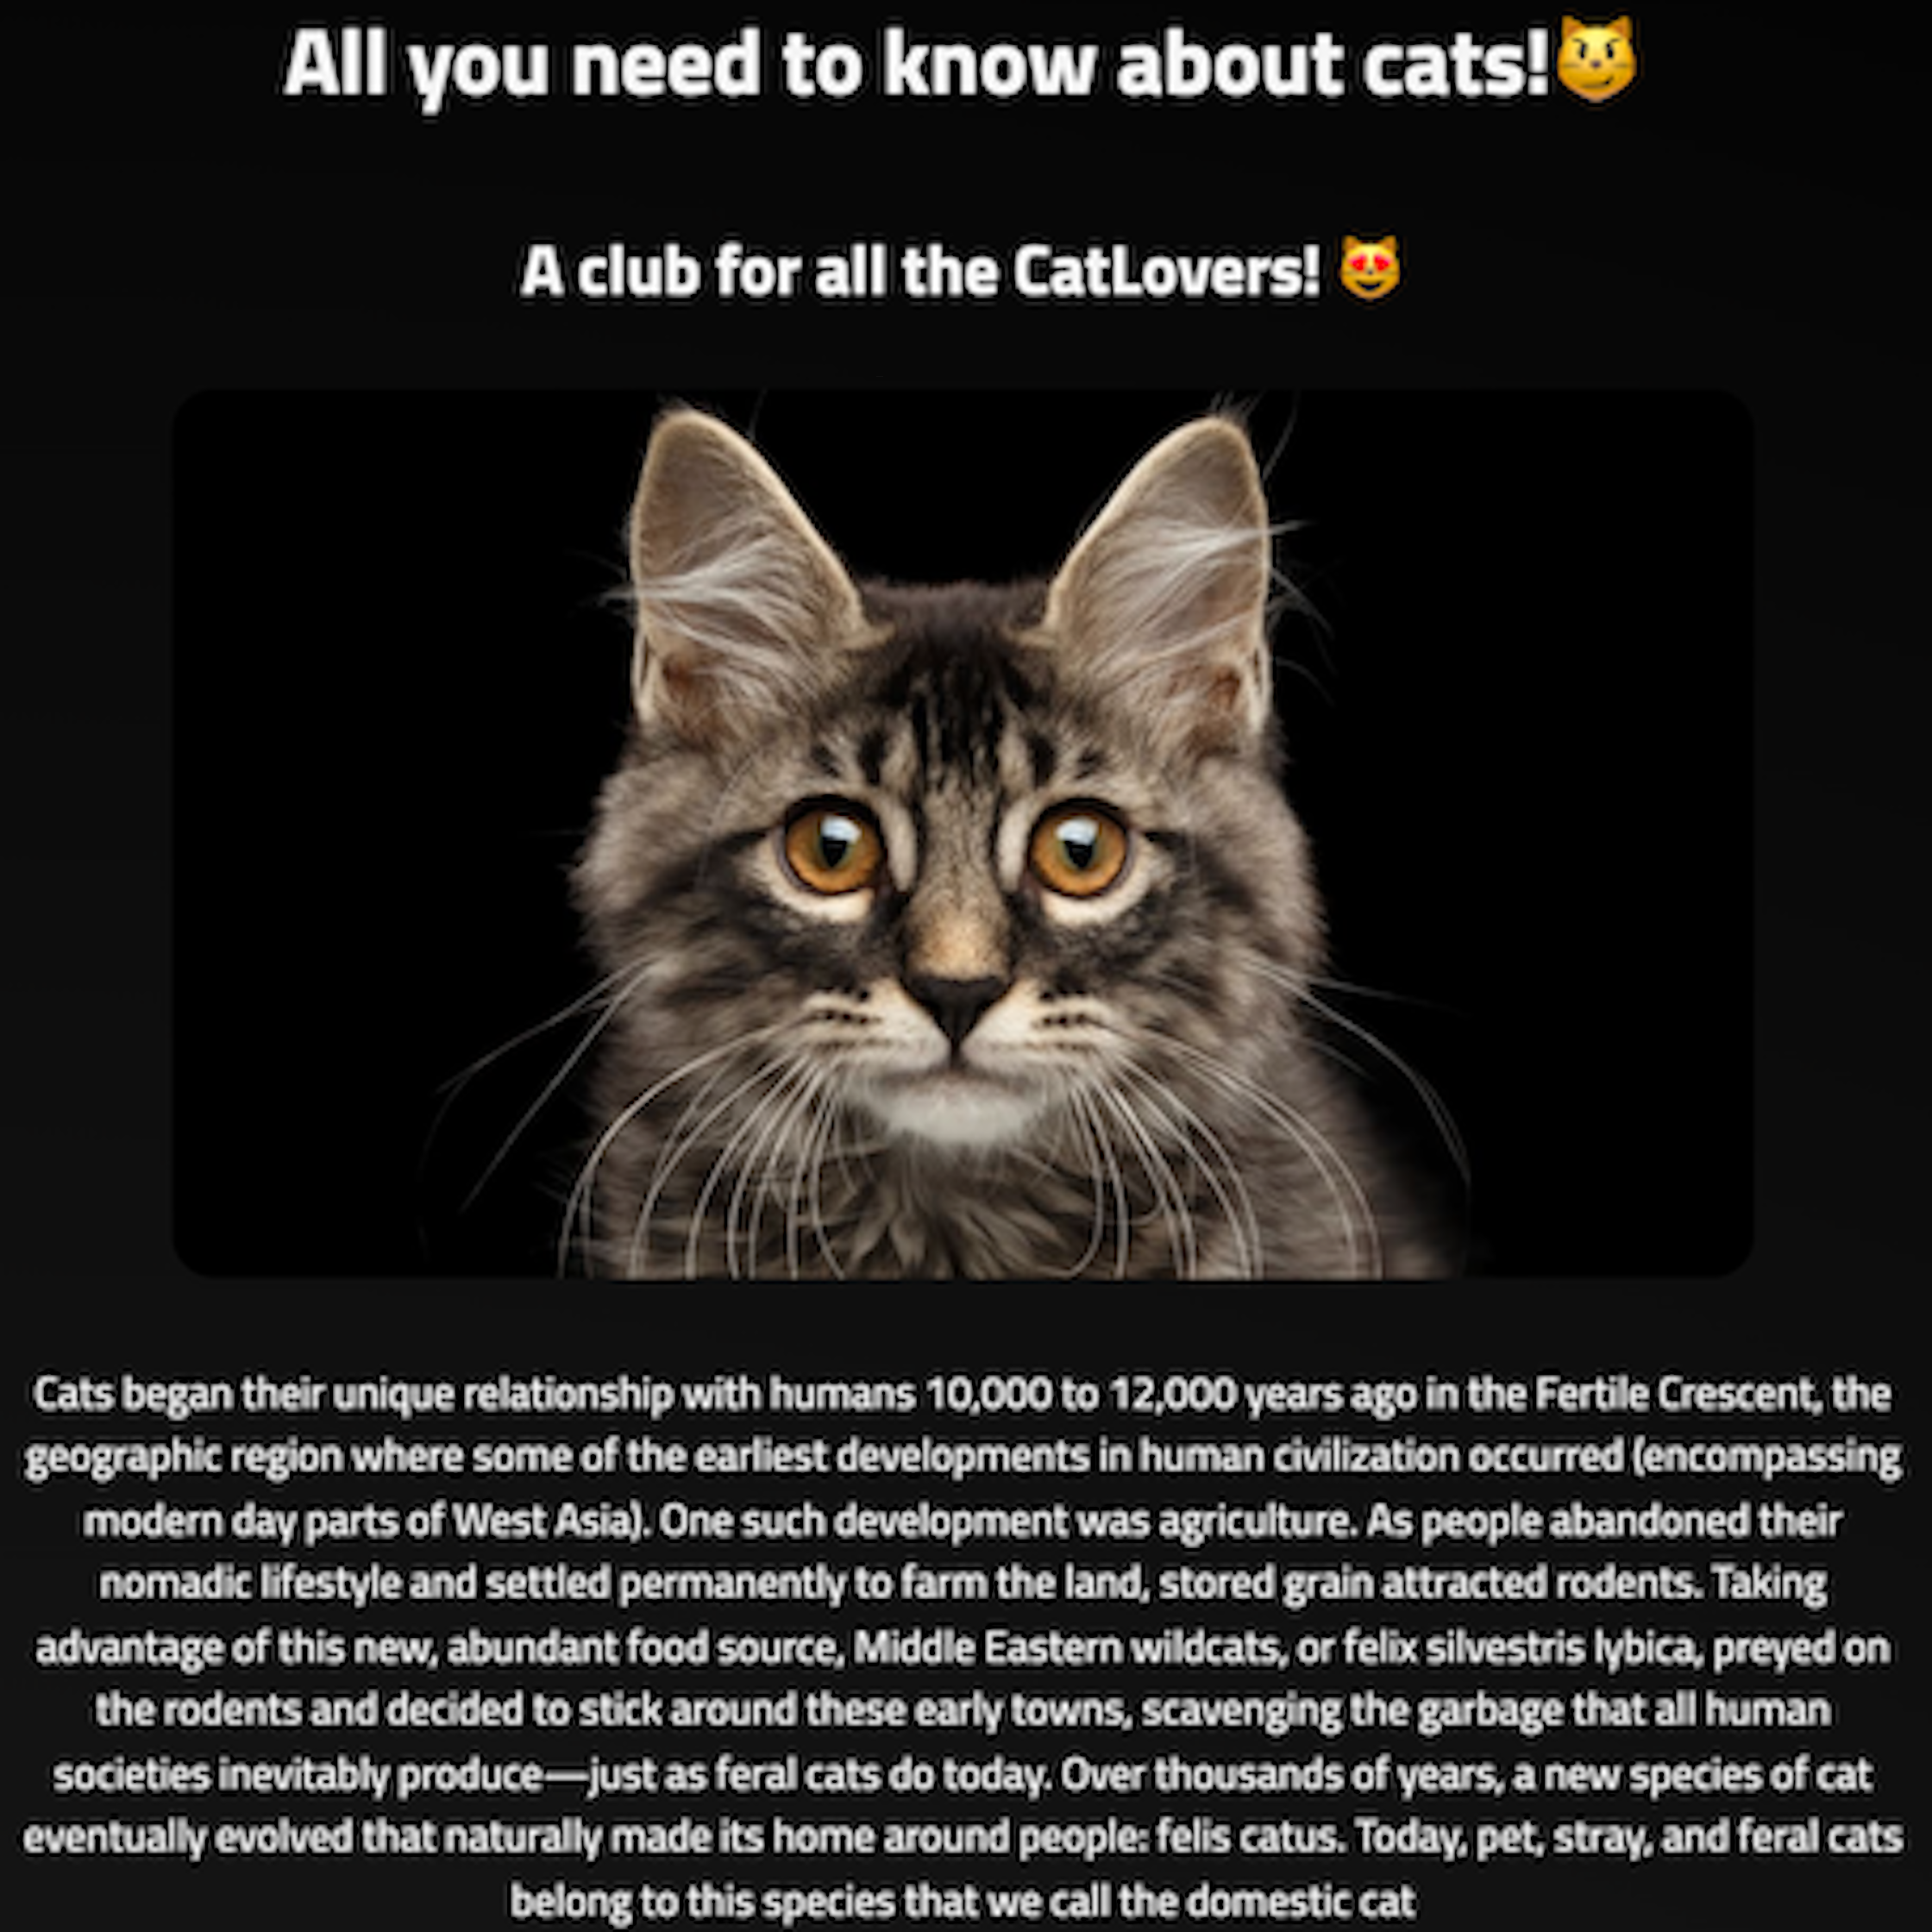 All you need to know about cats!😼
A club for all the CatLovers! 😻
Cats began their unique relationship with humans 10,000 to 12,000 years ago in the Fertile Crescent, the
geographic region where some of the earliest developments in human civilization occurred (encompassing
modern day parts of West Asia). One such development was agriculture. As people abandoned their
nomadic lifestyle and settled permanently to farm the land, stored grain attracted rodents. Taking
advantage of this new, abundant food source, Middle Eastern wildcats, or felix silvestris lybica, preyed on
the rodents and decided to stick around these early towns, scavenging the garbage that all human
societies inevitably produce—just as feral cats do today. Over thousands of years, a new species of cat
eventually evolved that naturally made its home around people: felis catus. Today, pet, stray, and feral cats
belong to this species that we call the domestic cat